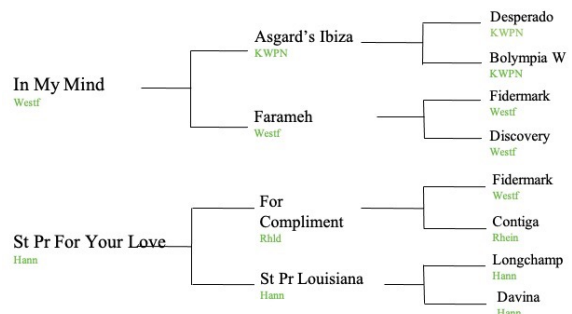 Desperado
KWPN
Asgard's Ibiza
KWPN
Bolympia W
KWPN
In My Mind
Westf
Fidermark
Westf
Farameh
Westf
Discovery
Westf
Fidermark
Westf
For
Compliment
Rhld
Contiga
Rhein
St Pr For Your Love
Hann
Longchamp
Hann
St Pr Louisiana
Hann
Davina
Hann